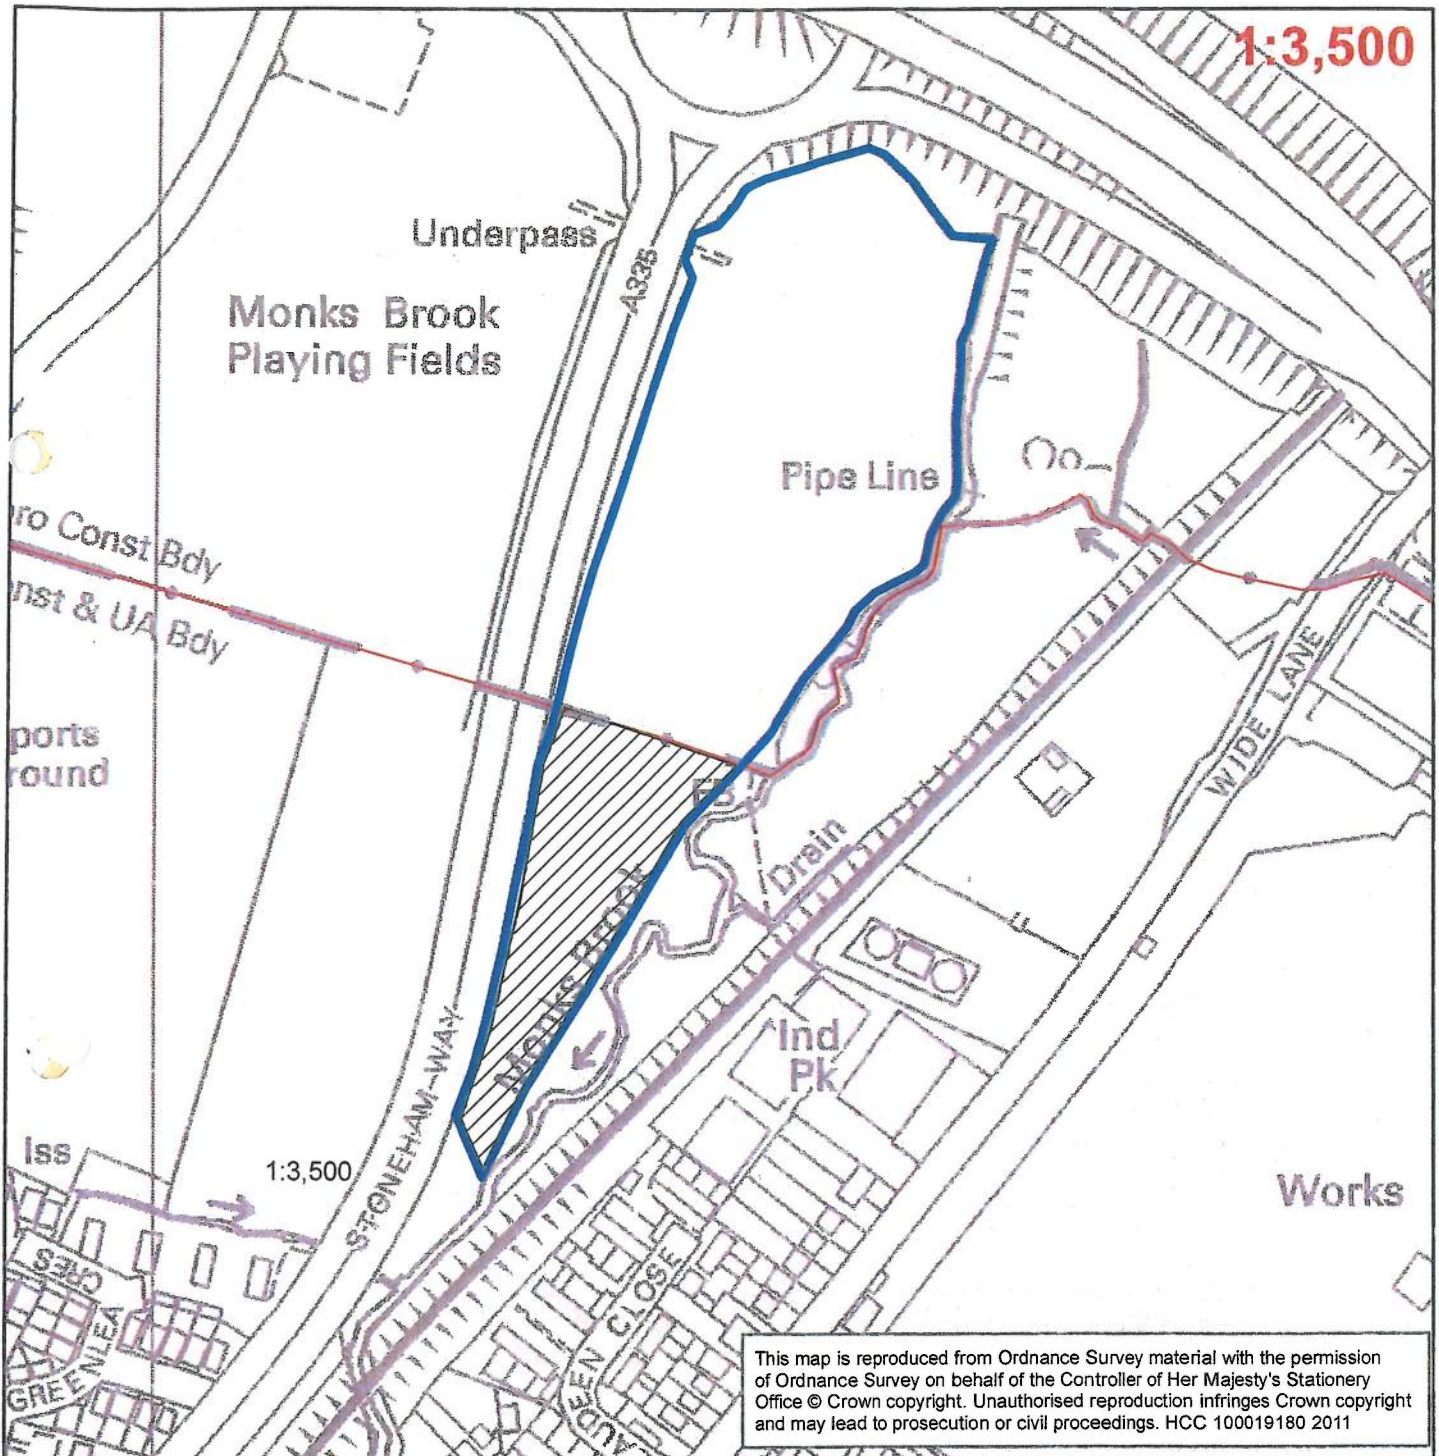 1:3,500
Underpass
A335
Monks Brook
Playing Fields
Pipe Line
ro Const Bdy
nst & UA Bdy
ports
round
WIDE LANE
FB
Drain
Monks Brook
Ind
Pk
STONEHAM WAY
Iss
1:3,500
Works
CRES
GREENLEA
AUDEEN CLOSE
This map is reproduced from Ordnance Survey material with the permission
of Ordnance Survey on behalf of the Controller of Her Majesty's Stationery
Office © Crown copyright. Unauthorised reproduction infringes Crown copyright
and may lead to prosecution or civil proceedings. HCC 100019180 2011